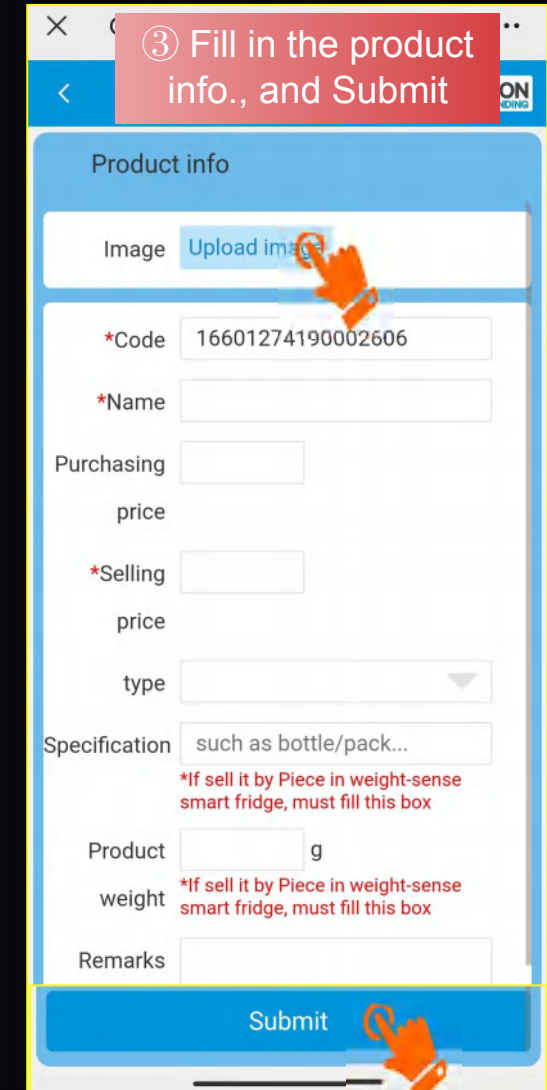 ③ Fill in the product
info., and Submit
ON
Product info
Image
Upload image
*Code
16601274190002606
*Name
Purchasing
price
*Selling
price
type
Specification
such as bottle/pack...
*If sell it by Piece in weight-sense
smart fridge, must fill this box
Product
g
weight
*If sell it by Piece in weight-sense
smart fridge, must fill this box
Remarks
Submit